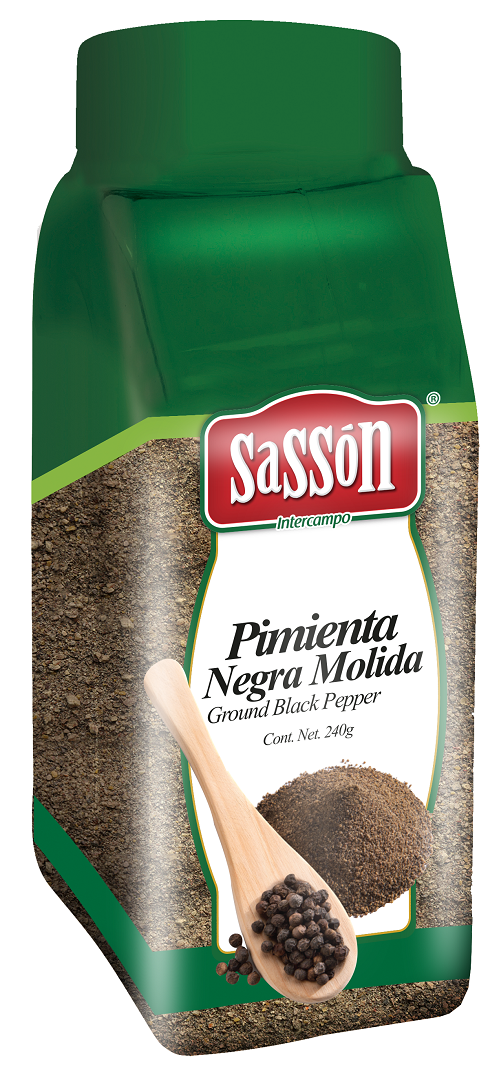 ®
Sassón
Intercampo
Pimienta
Negra Molida
Ground Black Pepper
Cont. Net. 240g